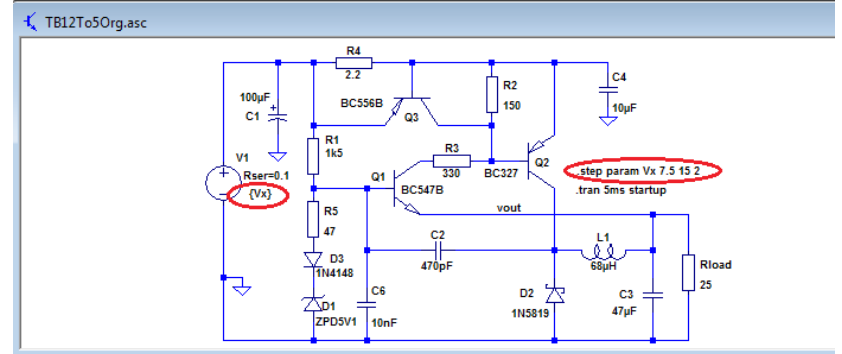 TB12To5Org.asc
R4
2.2
C4
10µF
100µF
C1
BC556B
Q3
R2
150
R1
1k5
R3
330
BC327
Q2
.step param Vx 7.5 15 2
.tran 5ms startup
V1
Rser=0.1
{Vx}
Q1
BC547B
R5
47
vout
C2
470pF
L1
68µH
Rload
25
D3
1N4148
D1
ZPD5V1
C6
10nF
D2
1N5819
C3
47µF